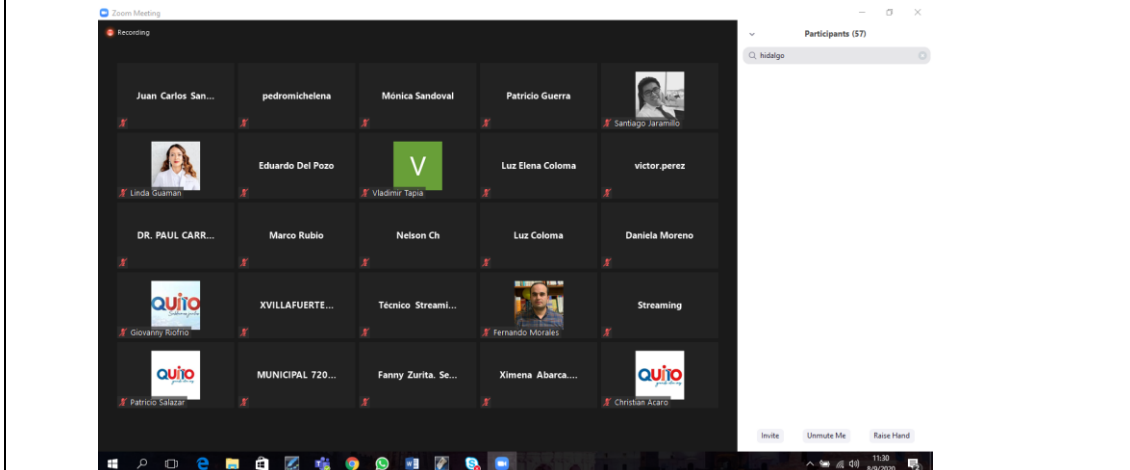 Zoom Meeting
Recording
Participants (57)
hidalgo
Juan Carlos San...
pedromichelena
Mónica Sandoval
Patricio Guerra
Santiago Jaramillo
Linda Guaman
Eduardo Del Pozo
V
Vladimir Tapia
Luz Elena Coloma
victor.perez
DR. PAUL CARR...
Marco Rubio
Nelson Ch
Luz Coloma
Daniela Moreno
QUITO
Giovanny Riofrio
XVILLAFUERTE...
Técnico Streami...
Fernando Morales
Streaming
QUITO
Patricio Salazar
MUNICIPAL 720...
Fanny Zurita. Se...
Ximena Abarca....
QUITO
Christian Acaro
Invite
Unmute Me
Raise Hand
11:30
8/9/2020